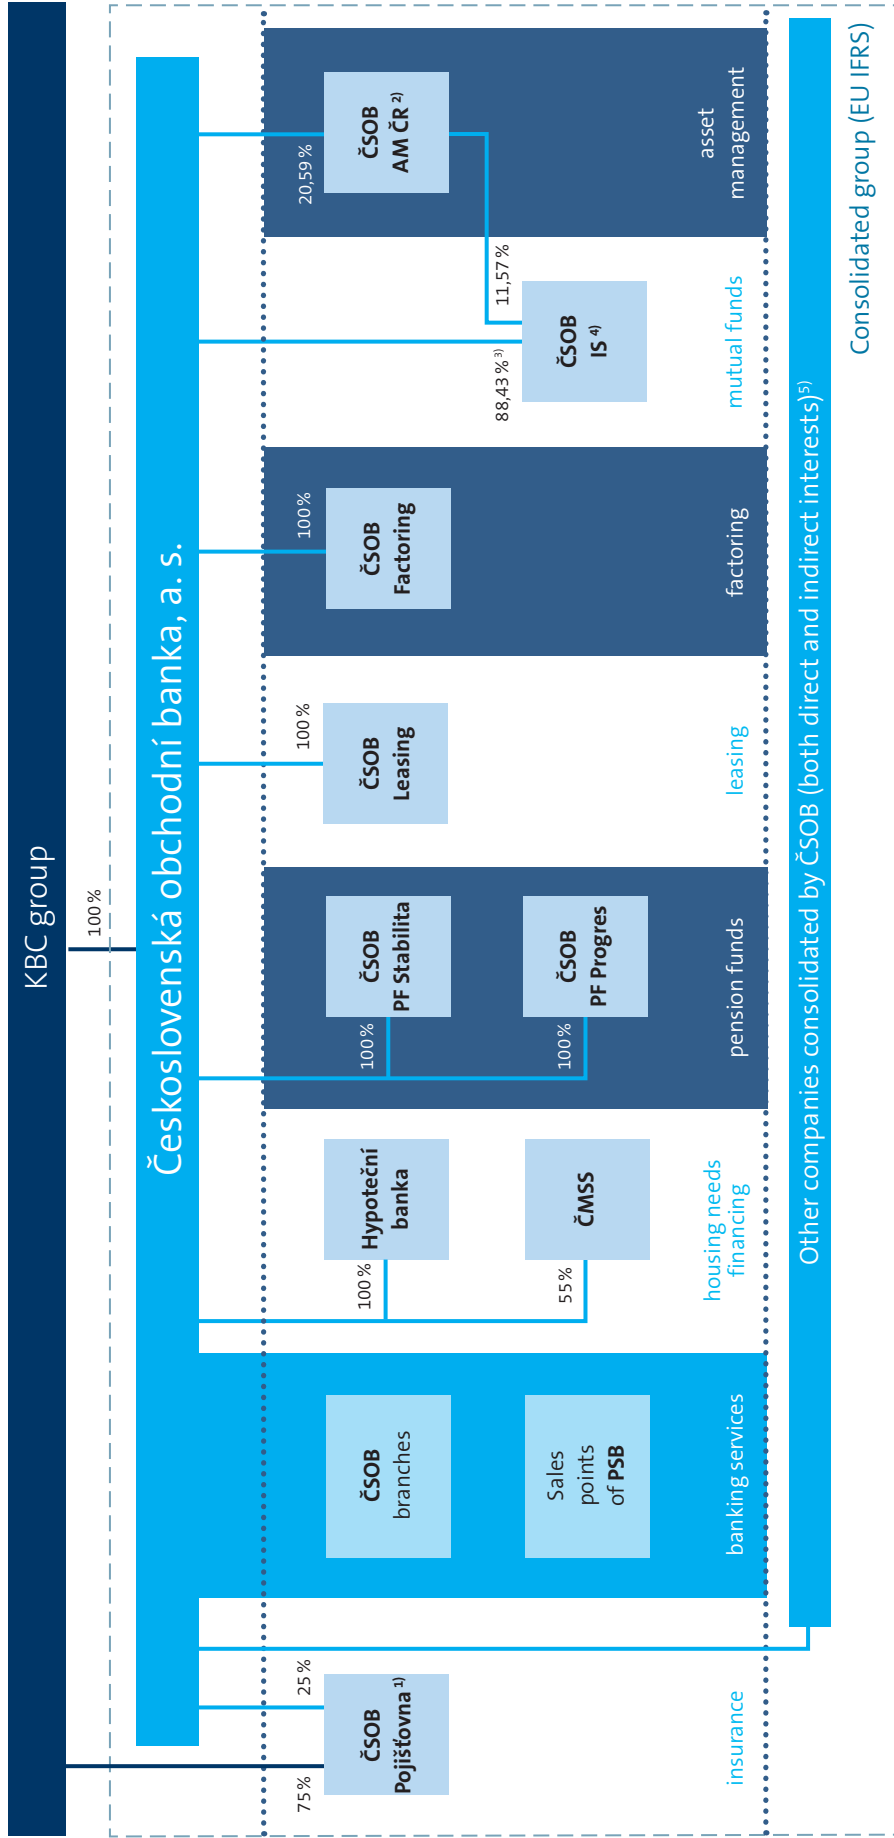 KBC group
100 %
Československá obchodní banka, a. s.
75 %
25 %
ČSOB
Pojišťovna 1)
insurance
ČSOB
branches
Sales
points
of PSB
banking services
100 %
Hypoteční
banka
55 %
ČMSS
housing needs
financing
100 %
ČSOB
PF Stabilita
100 %
ČSOB
PF Progres
pension funds
100 %
ČSOB
Leasing
leasing
100 %
ČSOB
Factoring
factoring
88,43 % 3)
11,57 %
ČSOB
IS 4)
mutual funds
20,59 %
ČSOB
AM ČR 2)
asset
management
Other companies consolidated by ČSOB (both direct and indirect interests)5)
Consolidated group (EU IFRS)